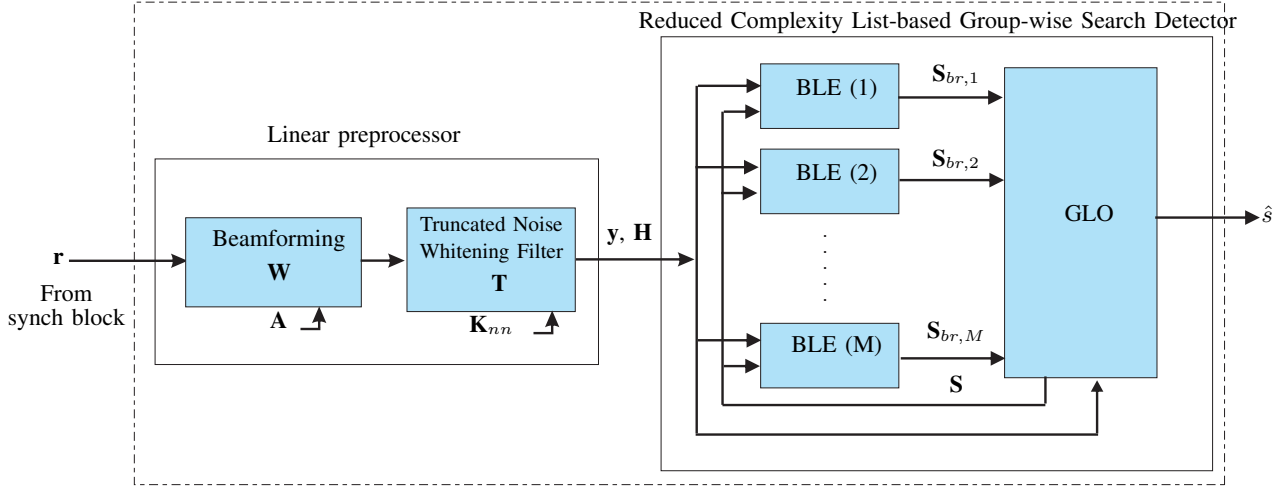 Reduced Complexity List-based Group-wise Search Detector
Linear preprocessor
r
From
synch block
Beamforming
W
A
Truncated Noise
Whitening Filter
T
K_{nn}
y, H
BLE (1)
S_{br,1}
BLE (2)
S_{br,2}
BLE (M)
S_{br,M}
S
GLO
ŝ